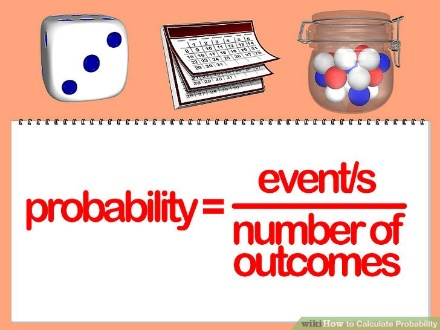 probability = event/s
number of
outcomes
wikiHow to Calculate Probability